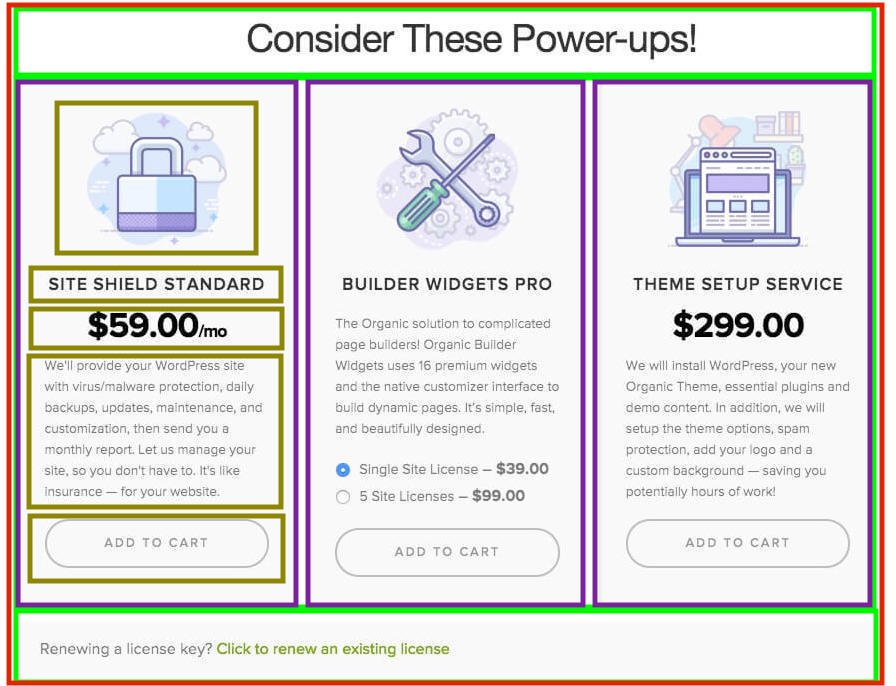 Consider These Power-ups!
SITE SHIELD STANDARD
$59.00/mo
We'll provide your WordPress site
with virus/malware protection, daily
backups, updates, maintenance, and
customization, then send you a
monthly report. Let us manage your
site, so you don't have to. It's like
insurance — for your website.
ADD TO CART
BUILDER WIDGETS PRO
The Organic solution to complicated
page builders! Organic Builder
Widgets uses 16 premium widgets
and the native customizer interface to
build dynamic pages. It's simple, fast,
and beautifully designed.
Single Site License – $39.00
5 Site Licenses – $99.00
ADD TO CART
THEME SETUP SERVICE
$299.00
We will install WordPress, your new
Organic Theme, essential plugins and
demo content. In addition, we will
setup the theme options, spam
protection, add your logo and a
custom background — saving you
potentially hours of work!
ADD TO CART
Renewing a license key? Click to renew an existing license